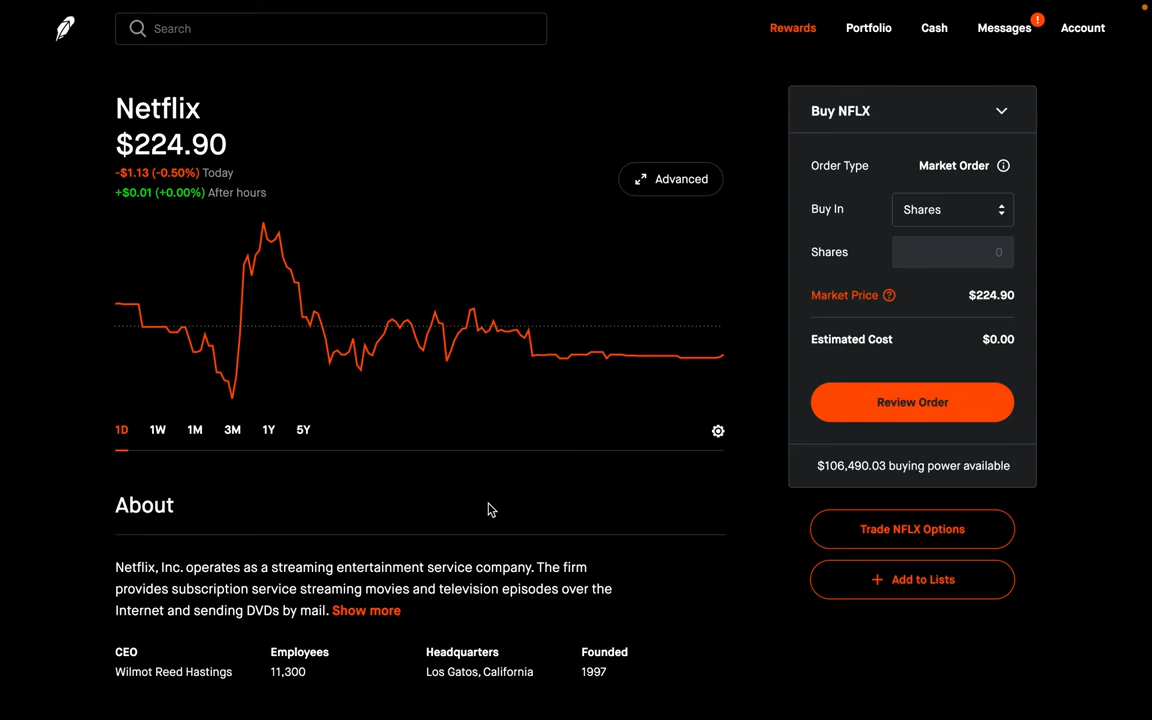 Search
Rewards
Portfolio
Cash
Messages
!
Account
Netflix
$224.90
-$1.13 (-0.50%) Today
+$0.01 (+0.00%) After hours
Advanced
1D 1W 1M 3M 1Y 5Y
About
Netflix, Inc. operates as a streaming entertainment service company. The firm
provides subscription service streaming movies and television episodes over the
Internet and sending DVDs by mail. Show more
CEO
Wilmot Reed Hastings
Employees
11,300
Headquarters
Los Gatos, California
Founded
1997
Buy NFLX
Order Type Market Order
Buy In Shares
Shares 0
Market Price ? $224.90
Estimated Cost $0.00
Review Order
$106,490.03 buying power available
Trade NFLX Options
+ Add to Lists